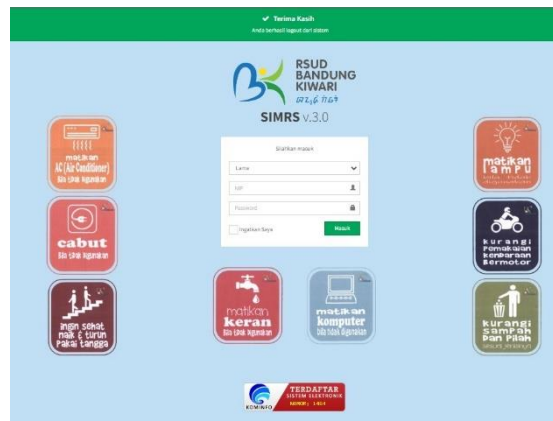 Terima Kasih
Anda berhasil logout dari sistem
RSUD
BANDUNG
KIWARI
SIMRS v.3.0
Silahkan masuk
Lama
NIP
Password
Ingatkan Saya
Masuk
matikan
AC (Air Conditioner)
Bila tidak digunakan
cabut
Bila tidak digunakan
ingin sehat
naik & turun
Pakai tangga
matikan
keran
Bila tidak digunakan
matikan
komputer
bila tidak digunakan
matikan
lampu
kurangi
Pemakaian
kendaraan
Bermotor
kurangi
sampah
Dan Pilah
KOMINFO
TERDAFTAR
SISTEM ELEKTRONIK